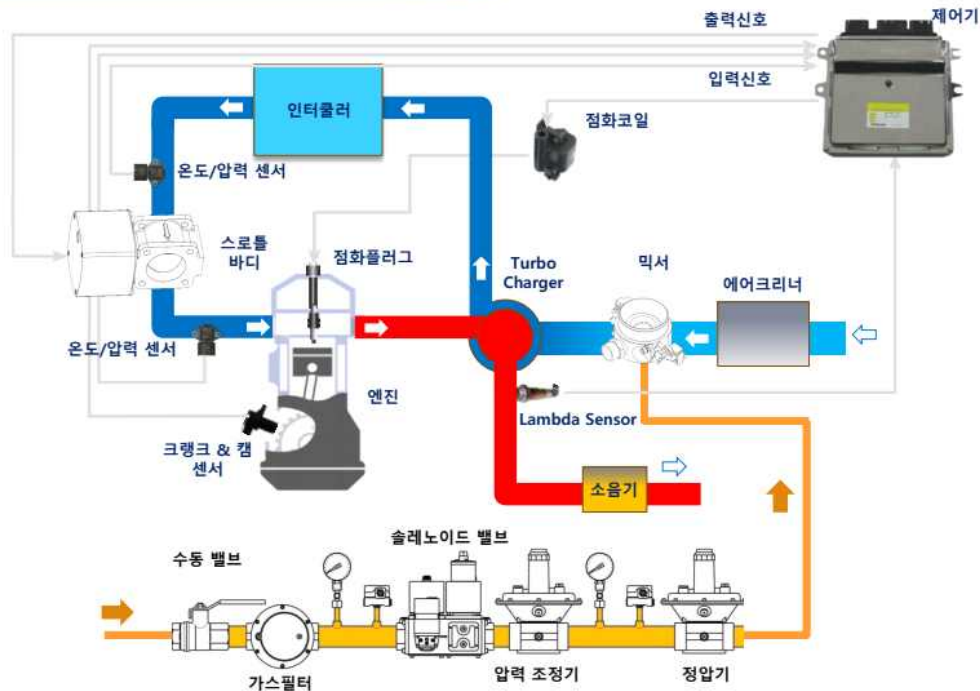 출력신호
제어기
입력신호
인터쿨러
점화코일
온도/압력 센서
스로틀
바디
점화플러그
Turbo
Charger
믹서
에어크리너
온도/압력 센서
엔진
Lambda Sensor
크랭크 & 캠
센서
소음기
솔레노이드 밸브
수동 밸브
가스필터
압력 조정기
정압기